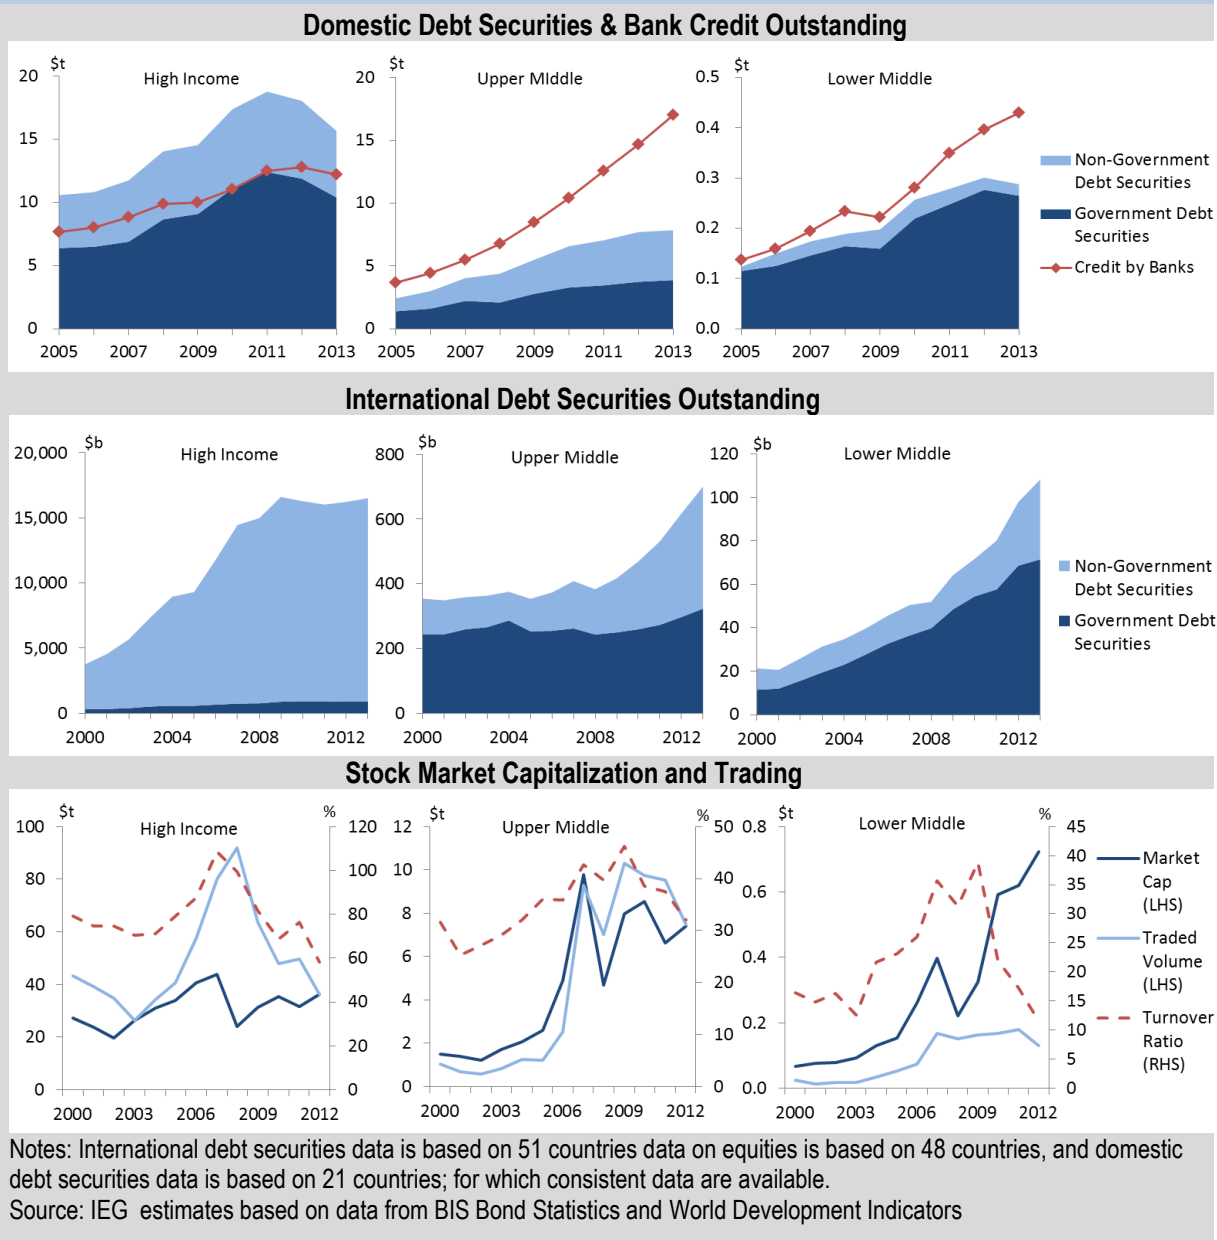 Domestic Debt Securities & Bank Credit Outstanding
$t
High Income
20
15
10
5
0
2005 2007 2009 2011 2013
$t
Upper MIddle
20
15
10
5
0
2005 2007 2009 2011 2013
$t
Lower Middle
0.5
0.4
0.3
0.2
0.1
0.0
2005 2007 2009 2011 2013
Non-Government
Debt Securities
Government Debt
Securities
Credit by Banks
International Debt Securities Outstanding
$b
High Income
20,000
15,000
10,000
5,000
0
2000 2004 2008 2012
$b
Upper Middle
800
600
400
200
0
2000 2004 2008 2012
$b
Lower Middle
120
100
80
60
40
20
0
2000 2004 2008 2012
Non-Government
Debt Securities
Government Debt
Securities
Stock Market Capitalization and Trading
$t %
High Income
100
80
60
40
20
0
120
100
80
60
40
20
0
2000 2003 2006 2009 2012
$t %
Upper Middle
12
10
8
6
4
2
0
50
40
30
20
10
0
2000 2003 2006 2009 2012
$t %
Lower Middle
0.8
0.6
0.4
0.2
0.0
45
40
35
30
25
20
15
10
5
0
2000 2003 2006 2009 2012
Market
Cap
(LHS)
Traded
Volume
(LHS)
Turnover
Ratio
(RHS)
Notes: International debt securities data is based on 51 countries data on equities is based on 48 countries, and domestic
debt securities data is based on 21 countries; for which consistent data are available.
Source: IEG estimates based on data from BIS Bond Statistics and World Development Indicators